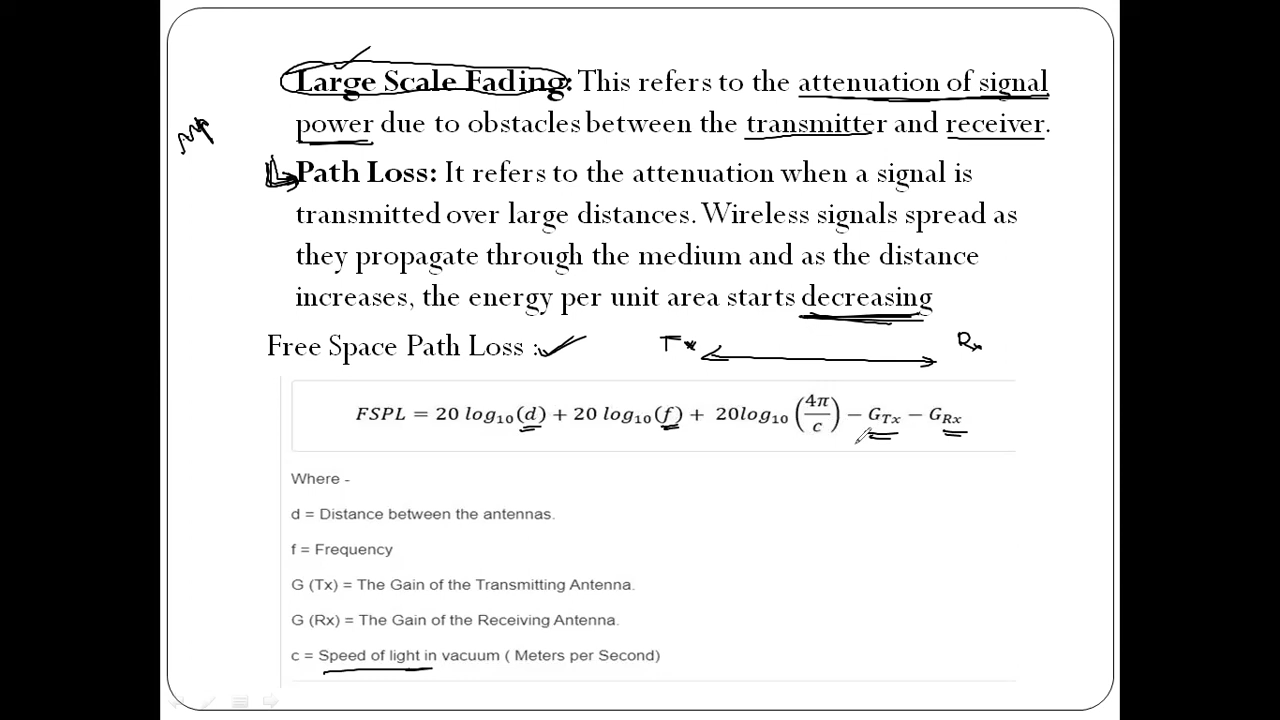 Large Scale Fading: This refers to the attenuation of signal
power due to obstacles between the transmitter and receiver.
Path Loss: It refers to the attenuation when a signal is
transmitted over large distances. Wireless signals spread as
they propagate through the medium and as the distance
increases, the energy per unit area starts decreasing
Free Space Path Loss : Tx Rx
FSPL = 20 log₁₀(d) + 20 log₁₀(f) + 20log₁₀(4π/c) − G_Tx − G_Rx
Where -
d = Distance between the antennas.
f = Frequency
G (Tx) = The Gain of the Transmitting Antenna.
G (Rx) = The Gain of the Receiving Antenna.
c = Speed of light in vacuum ( Meters per Second)